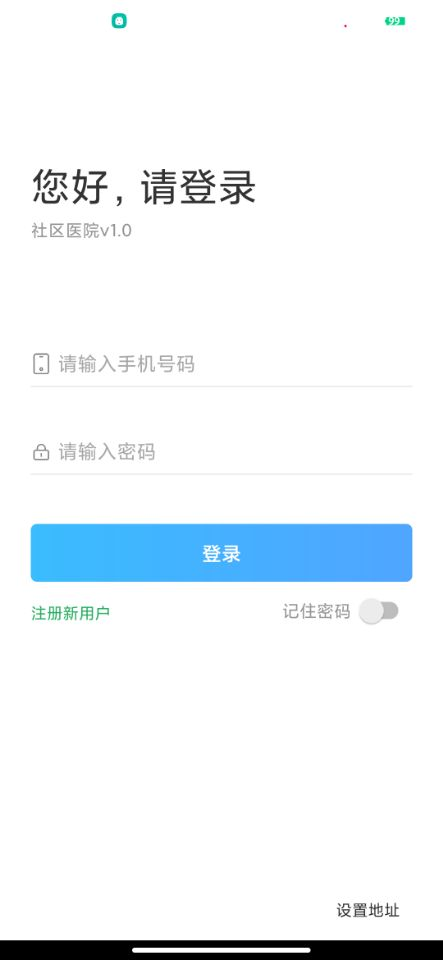 99
您好，请登录
社区医院v1.0
请输入手机号码
请输入密码
登录
注册新用户 记住密码
设置地址